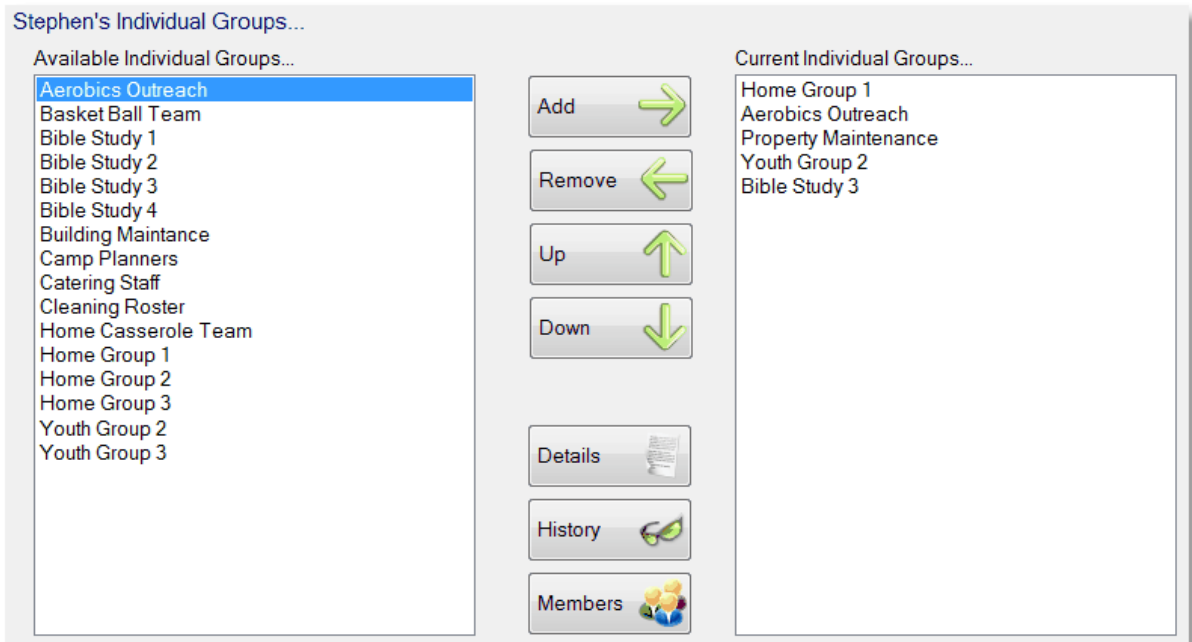 Stephen's Individual Groups...
Available Individual Groups...
Aerobics Outreach
Basket Ball Team
Bible Study 1
Bible Study 2
Bible Study 3
Bible Study 4
Building Maintance
Camp Planners
Catering Staff
Cleaning Roster
Home Casserole Team
Home Group 1
Home Group 2
Home Group 3
Youth Group 2
Youth Group 3
Add
Remove
Up
Down
Details
History
Members
Current Individual Groups...
Home Group 1
Aerobics Outreach
Property Maintenance
Youth Group 2
Bible Study 3